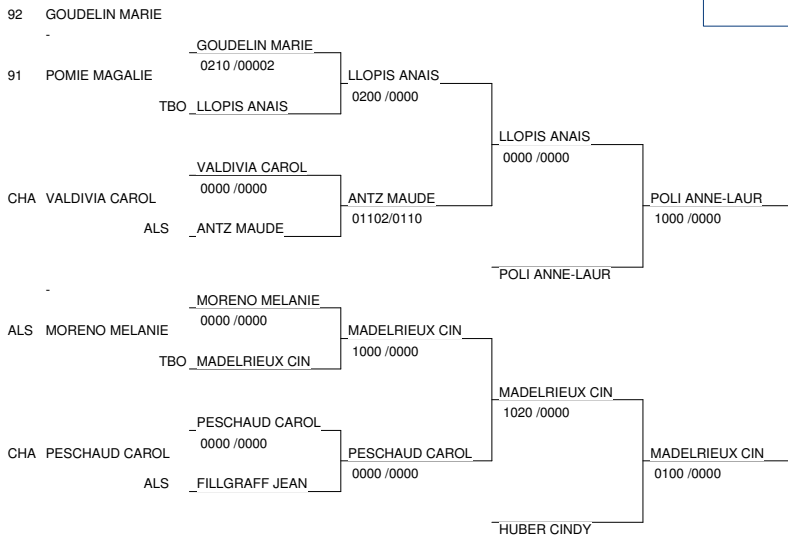 92 GOUDELIN MARIE
-
GOUDELIN MARIE
0210 /00002
91 POMIE MAGALIE
LLOPIS ANAIS
0200 /0000
TBO LLOPIS ANAIS
LLOPIS ANAIS
0000 /0000
VALDIVIA CAROL
0000 /0000
CHA VALDIVIA CAROL
ANTZ MAUDE
01102/0110
POLI ANNE-LAUR
1000 /0000
ALS ANTZ MAUDE
POLI ANNE-LAUR
-
MORENO MELANIE
0000 /0000
ALS MORENO MELANIE
MADELRIEUX CIN
1000 /0000
TBO MADELRIEUX CIN
MADELRIEUX CIN
1020 /0000
PESCHAUD CAROL
0000 /0000
CHA PESCHAUD CAROL
PESCHAUD CAROL
0000 /0000
MADELRIEUX CIN
0100 /0000
ALS FILLGRAFF JEAN
HUBER CINDY